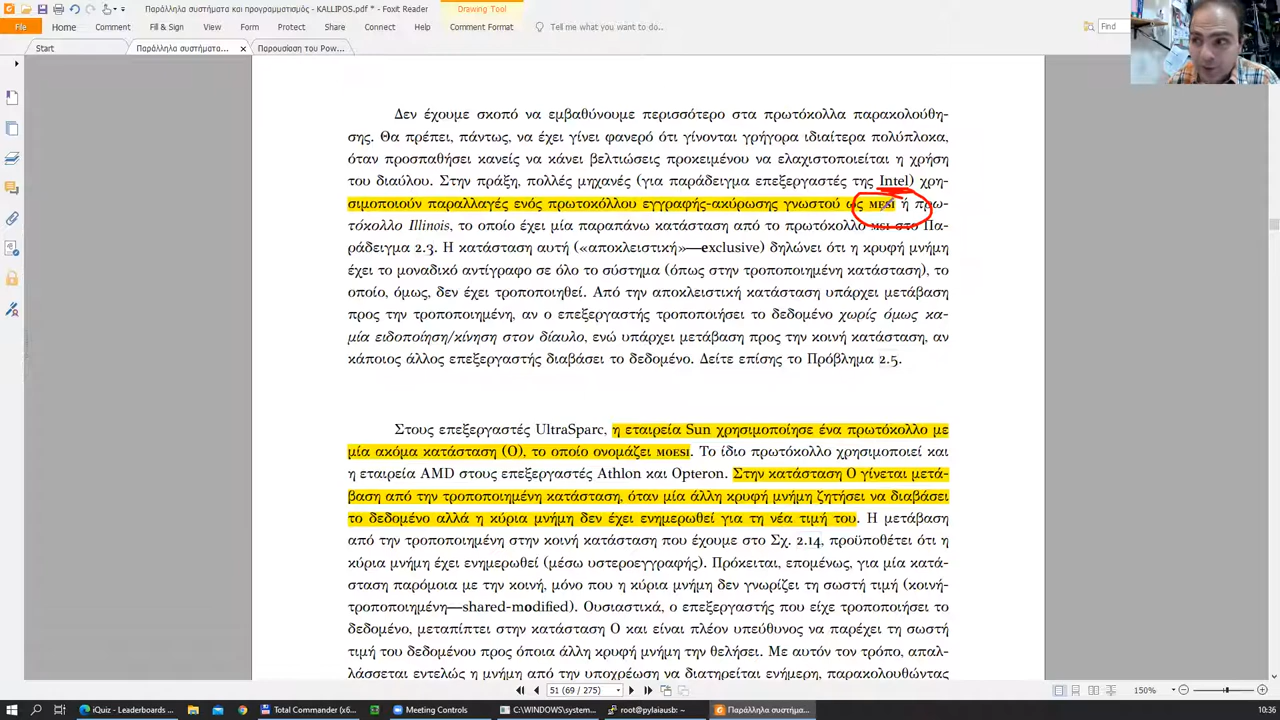 Παράλληλα συστήματα και προγραμματισμός - KALLIPOS.pdf * - Foxit Reader
Drawing Tool
File Home Comment Fill & Sign View Form Protect Share Connect Help Comment Format Tell me what you want to do... Find
Start Παράλληλα συστήματα... Παρουσίαση του Pow...
Δεν έχουμε σκοπό να εμβαθύνουμε περισσότερο στα πρωτόκολλα παρακολούθη-
σης. Θα πρέπει, πάντως, να έχει γίνει φανερό ότι γίνονται γρήγορα ιδιαίτερα πολύπλοκα,
όταν προσπαθήσει κανείς να κάνει βελτιώσεις προκειμένου να ελαχιστοποιείται η χρήση
του διαύλου. Στην πράξη, πολλές μηχανές (για παράδειγμα επεξεργαστές της Intel) χρη-
σιμοποιούν παραλλαγές ενός πρωτοκόλλου εγγραφής-ακύρωσης γνωστού ως MESI ή πρω-
τόκολλο Illinois, το οποίο έχει μία παραπάνω κατάσταση από το πρωτόκολλο MSI στο Πα-
ράδειγμα 2.3. Η κατάσταση αυτή («αποκλειστική»—exclusive) δηλώνει ότι η κρυφή μνήμη
έχει το μοναδικό αντίγραφο σε όλο το σύστημα (όπως στην τροποποιημένη κατάσταση), το
οποίο, όμως, δεν έχει τροποποιηθεί. Από την αποκλειστική κατάσταση υπάρχει μετάβαση
προς την τροποποιημένη, αν ο επεξεργαστής τροποποιήσει το δεδομένο χωρίς όμως κα-
μία ειδοποίηση/κίνηση στον δίαυλο, ενώ υπάρχει μετάβαση προς την κοινή κατάσταση, αν
κάποιος άλλος επεξεργαστής διαβάσει το δεδομένο. Δείτε επίσης το Πρόβλημα 2.5.
Στους επεξεργαστές UltraSparc, η εταιρεία Sun χρησιμοποίησε ένα πρωτόκολλο με
μία ακόμα κατάσταση (O), το οποίο ονομάζει MOESI. Το ίδιο πρωτόκολλο χρησιμοποιεί και
η εταιρεία AMD στους επεξεργαστές Athlon και Opteron. Στην κατάσταση O γίνεται μετά-
βαση από την τροποποιημένη κατάσταση, όταν μία άλλη κρυφή μνήμη ζητήσει να διαβάσει
το δεδομένο αλλά η κύρια μνήμη δεν έχει ενημερωθεί για τη νέα τιμή του. Η μετάβαση
από την τροποποιημένη στην κοινή κατάσταση που έχουμε στο Σχ. 2.14, προϋποθέτει ότι η
κύρια μνήμη έχει ενημερωθεί (μέσω υστεροεγγραφής). Πρόκειται, επομένως, για μία κατά-
σταση παρόμοια με την κοινή, μόνο που η κύρια μνήμη δεν γνωρίζει τη σωστή τιμή (κοινή-
τροποποιημένη—shared-modified). Ουσιαστικά, ο επεξεργαστής που είχε τροποποιήσει το
δεδομένο, μεταπίπτει στην κατάσταση O και είναι πλέον υπεύθυνος να παρέχει τη σωστή
τιμή του δεδομένου προς όποια άλλη κρυφή μνήμη την θελήσει. Με αυτόν τον τρόπο, απαλ-
λάσσεται εντελώς η μνήμη από την υποχρέωση να διατηρείται ενήμερη, παρακολουθώντας
51 (69 / 275) 150%
iQuiz - Leaderboards ... Total Commander (x6... Meeting Controls C:\WINDOWS\system... root@pylaiausb: ~ Παράλληλα συστήμα... 10:36